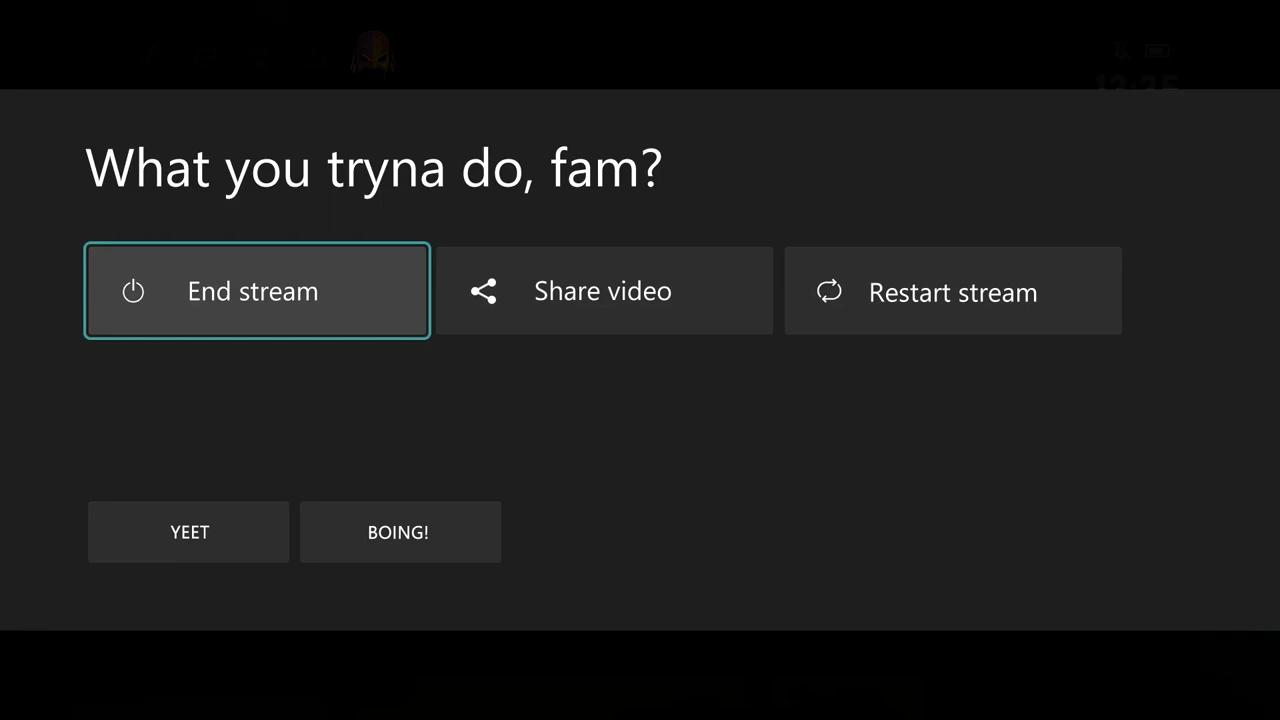 What you tryna do, fam?
End stream
Share video
Restart stream
YEET
BOING!